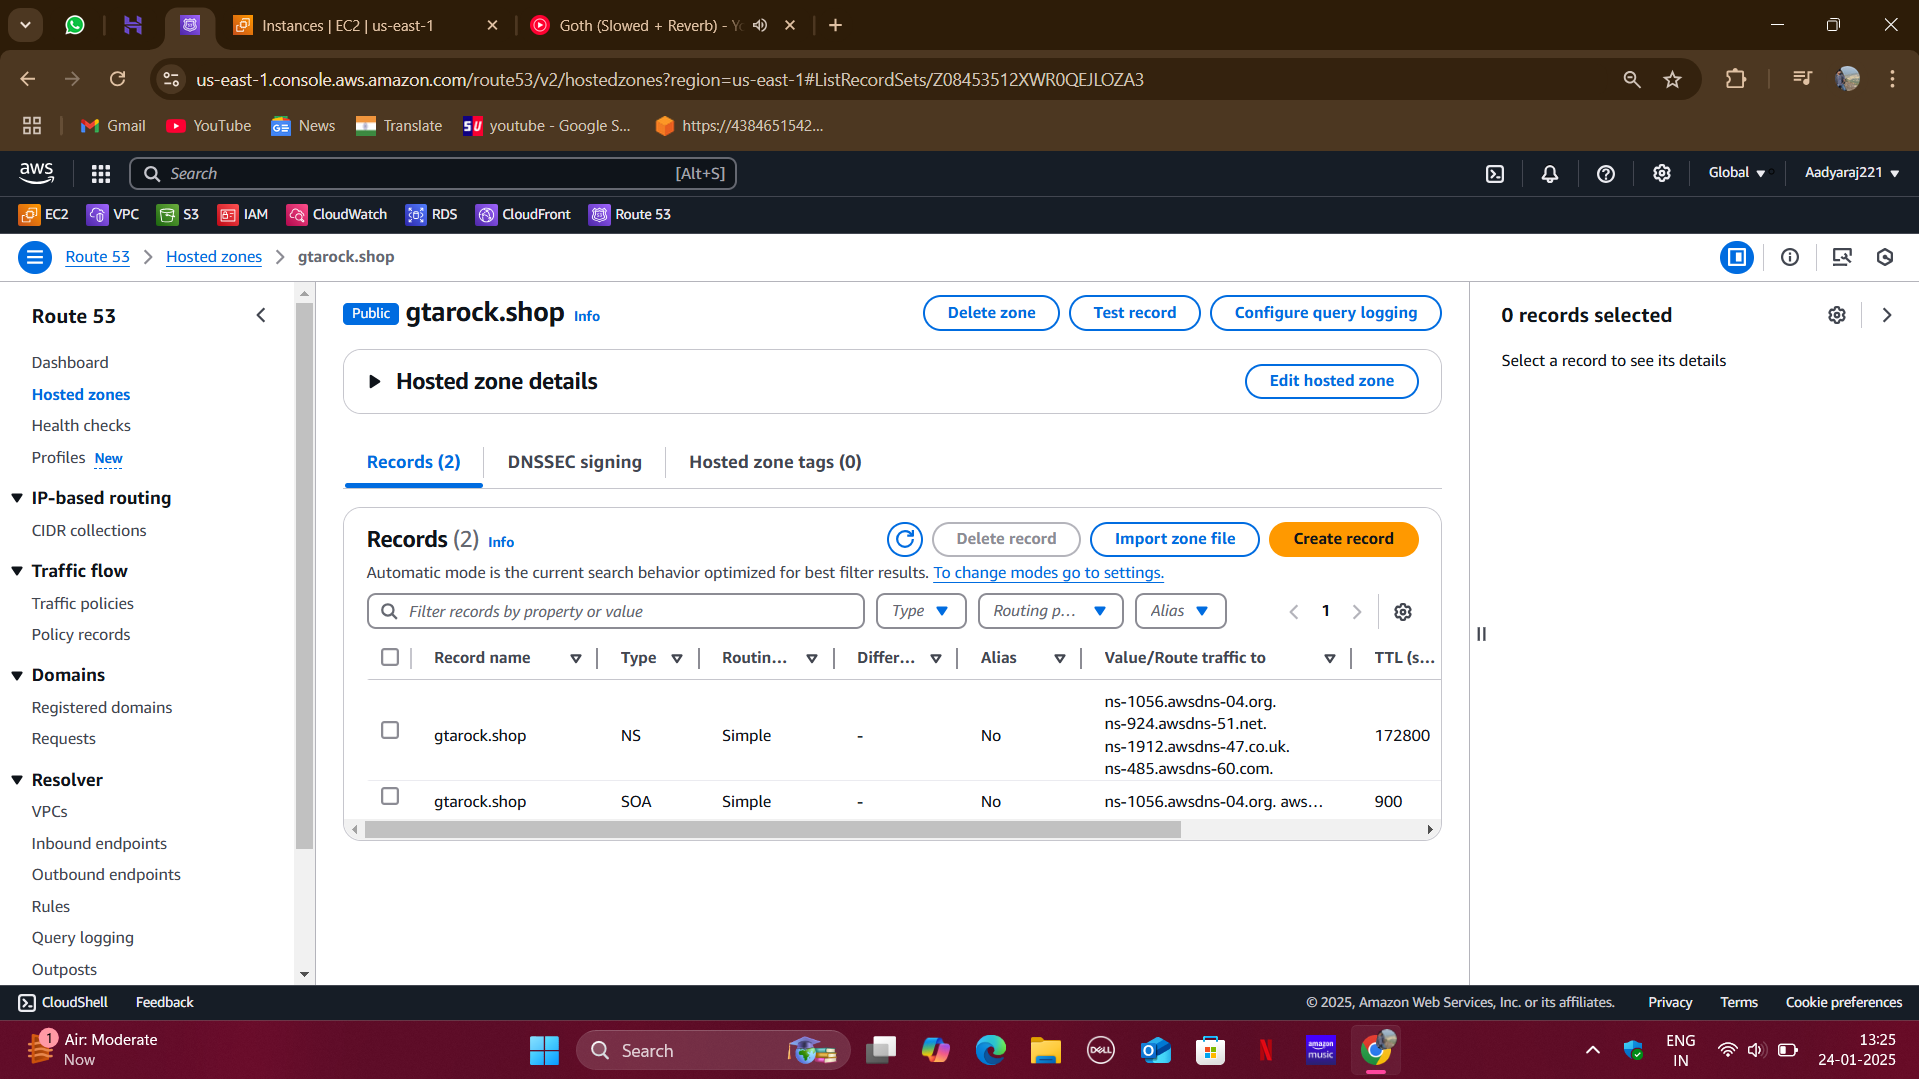 Instances | EC2 | us-east-1
Goth (Slowed + Reverb) - Yo
us-east-1.console.aws.amazon.com/route53/v2/hostedzones?region=us-east-1#ListRecordSets/Z08453512XWR0QEJLOZA3
Gmail
YouTube
News
Translate
SU youtube - Google S...
https://4384651542...
aws
Search
[Alt+S]
Global
Aadyaraj221
EC2
VPC
S3
IAM
CloudWatch
RDS
CloudFront
Route 53
Route 53
Hosted zones
gtarock.shop
Route 53
Dashboard
Hosted zones
Health checks
Profiles New
IP-based routing
CIDR collections
Traffic flow
Traffic policies
Policy records
Domains
Registered domains
Requests
Resolver
VPCs
Inbound endpoints
Outbound endpoints
Rules
Query logging
Outposts
Public gtarock.shop Info
Delete zone
Test record
Configure query logging
Hosted zone details
Edit hosted zone
Records (2)
DNSSEC signing
Hosted zone tags (0)
Records (2) Info
Delete record
Import zone file
Create record
Automatic mode is the current search behavior optimized for best filter results. To change modes go to settings.
Filter records by property or value
Type
Routing p...
Alias
1
Record name
Type
Routin...
Differ...
Alias
Value/Route traffic to
TTL (s...
gtarock.shop
NS
Simple
-
No
ns-1056.awsdns-04.org.
ns-924.awsdns-51.net.
ns-1912.awsdns-47.co.uk.
ns-485.awsdns-60.com.
172800
gtarock.shop
SOA
Simple
-
No
ns-1056.awsdns-04.org. aws...
900
0 records selected
Select a record to see its details
CloudShell
Feedback
© 2025, Amazon Web Services, Inc. or its affiliates.
Privacy
Terms
Cookie preferences
1
Air: Moderate
Now
Search
DELL
amazon
music
ENG
IN
13:25
24-01-2025